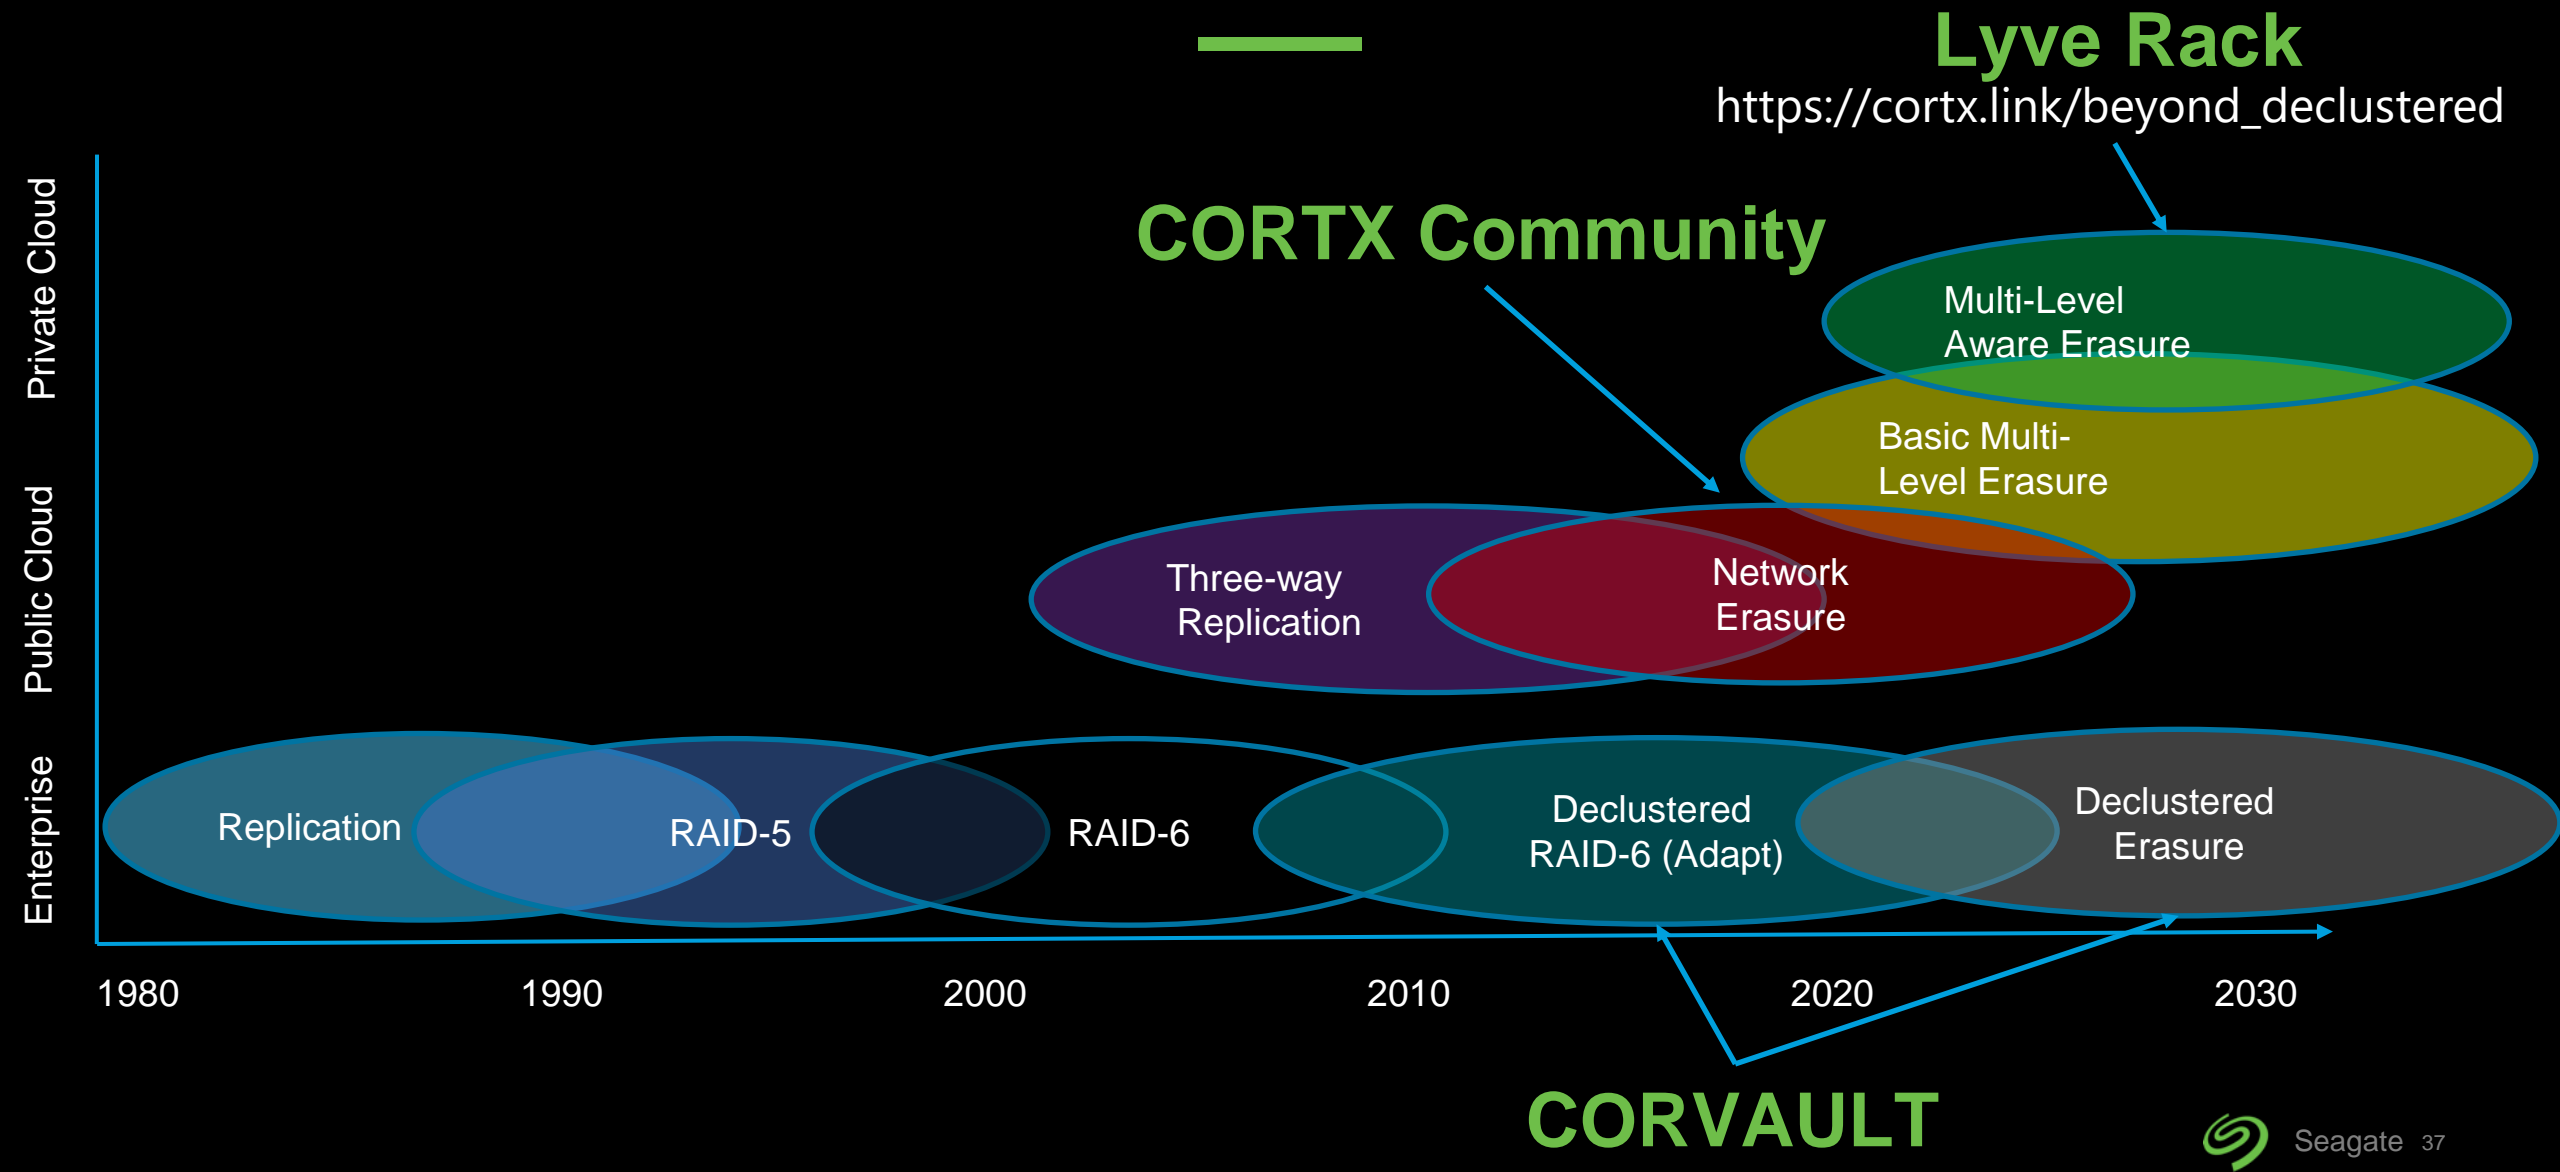 Lyve Rack
https://cortx.link/beyond_declustered
CORTX Community
Private Cloud
Public Cloud
Enterprise
Multi-Level
Aware Erasure
Basic Multi-
Level Erasure
Three-way
Replication
Network
Erasure
Replication
RAID-5
RAID-6
Declustered
RAID-6 (Adapt)
Declustered
Erasure
1980
1990
2000
2010
2020
2030
CORVAULT
Seagate 37